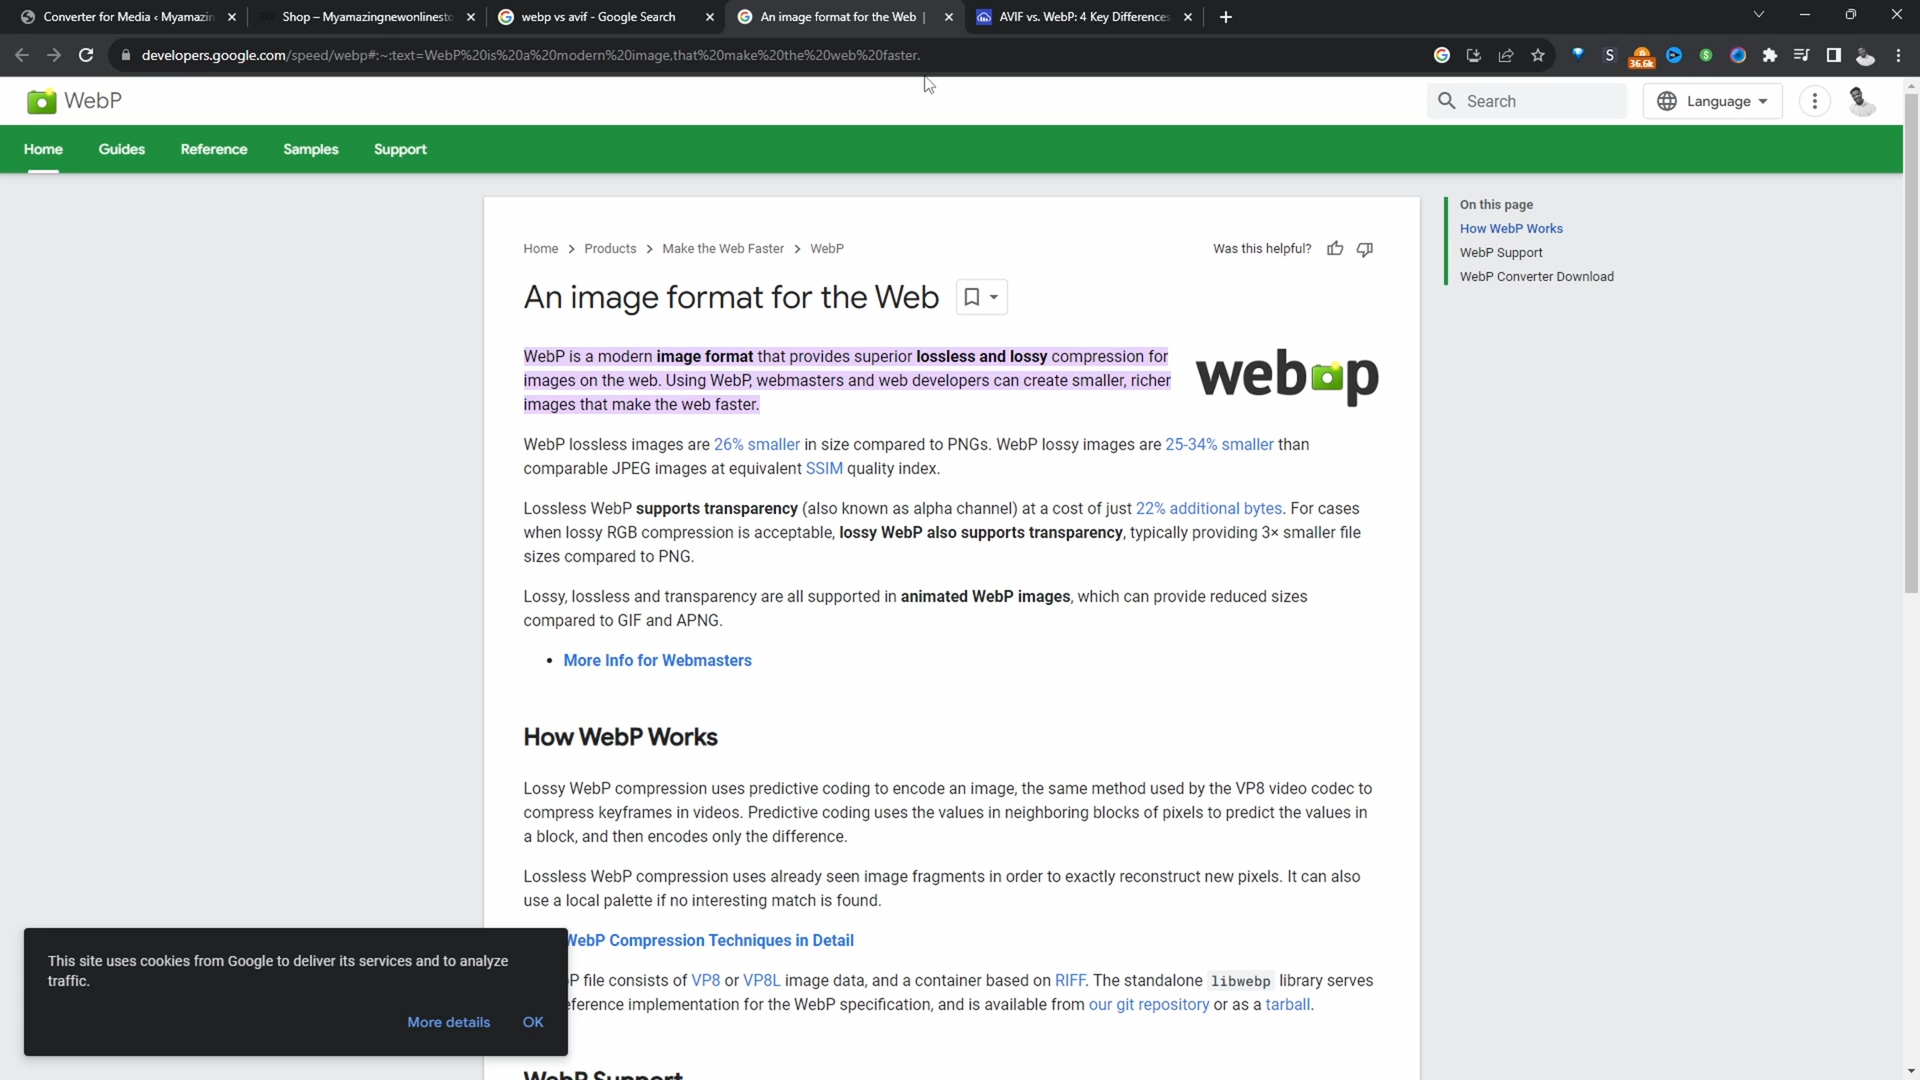 Converter for Media ‹ Myamazin
Shop – Myamazingnewonlinesto
webp vs avif - Google Search
An image format for the Web |
AVIF vs. WebP: 4 Key Differences
developers.google.com/speed/webp#:~:text=WebP%20is%20a%20modern%20image,that%20make%20the%20web%20faster.
S
36.6k
WebP
Search
Language
Home Guides Reference Samples Support
Home > Products > Make the Web Faster > WebP
Was this helpful?
On this page
How WebP Works
WebP Support
WebP Converter Download
An image format for the Web
WebP is a modern image format that provides superior lossless and lossy compression for
images on the web. Using WebP, webmasters and web developers can create smaller, richer
images that make the web faster.
webp
WebP lossless images are 26% smaller in size compared to PNGs. WebP lossy images are 25-34% smaller than
comparable JPEG images at equivalent SSIM quality index.
Lossless WebP supports transparency (also known as alpha channel) at a cost of just 22% additional bytes. For cases
when lossy RGB compression is acceptable, lossy WebP also supports transparency, typically providing 3× smaller file
sizes compared to PNG.
Lossy, lossless and transparency are all supported in animated WebP images, which can provide reduced sizes
compared to GIF and APNG.
• More Info for Webmasters
How WebP Works
Lossy WebP compression uses predictive coding to encode an image, the same method used by the VP8 video codec to
compress keyframes in videos. Predictive coding uses the values in neighboring blocks of pixels to predict the values in
a block, and then encodes only the difference.
Lossless WebP compression uses already seen image fragments in order to exactly reconstruct new pixels. It can also
use a local palette if no interesting match is found.
WebP Compression Techniques in Detail
P file consists of VP8 or VP8L image data, and a container based on RIFF. The standalone libwebp library serves
eference implementation for the WebP specification, and is available from our git repository or as a tarball.
WebP Support
This site uses cookies from Google to deliver its services and to analyze
traffic.
More details OK